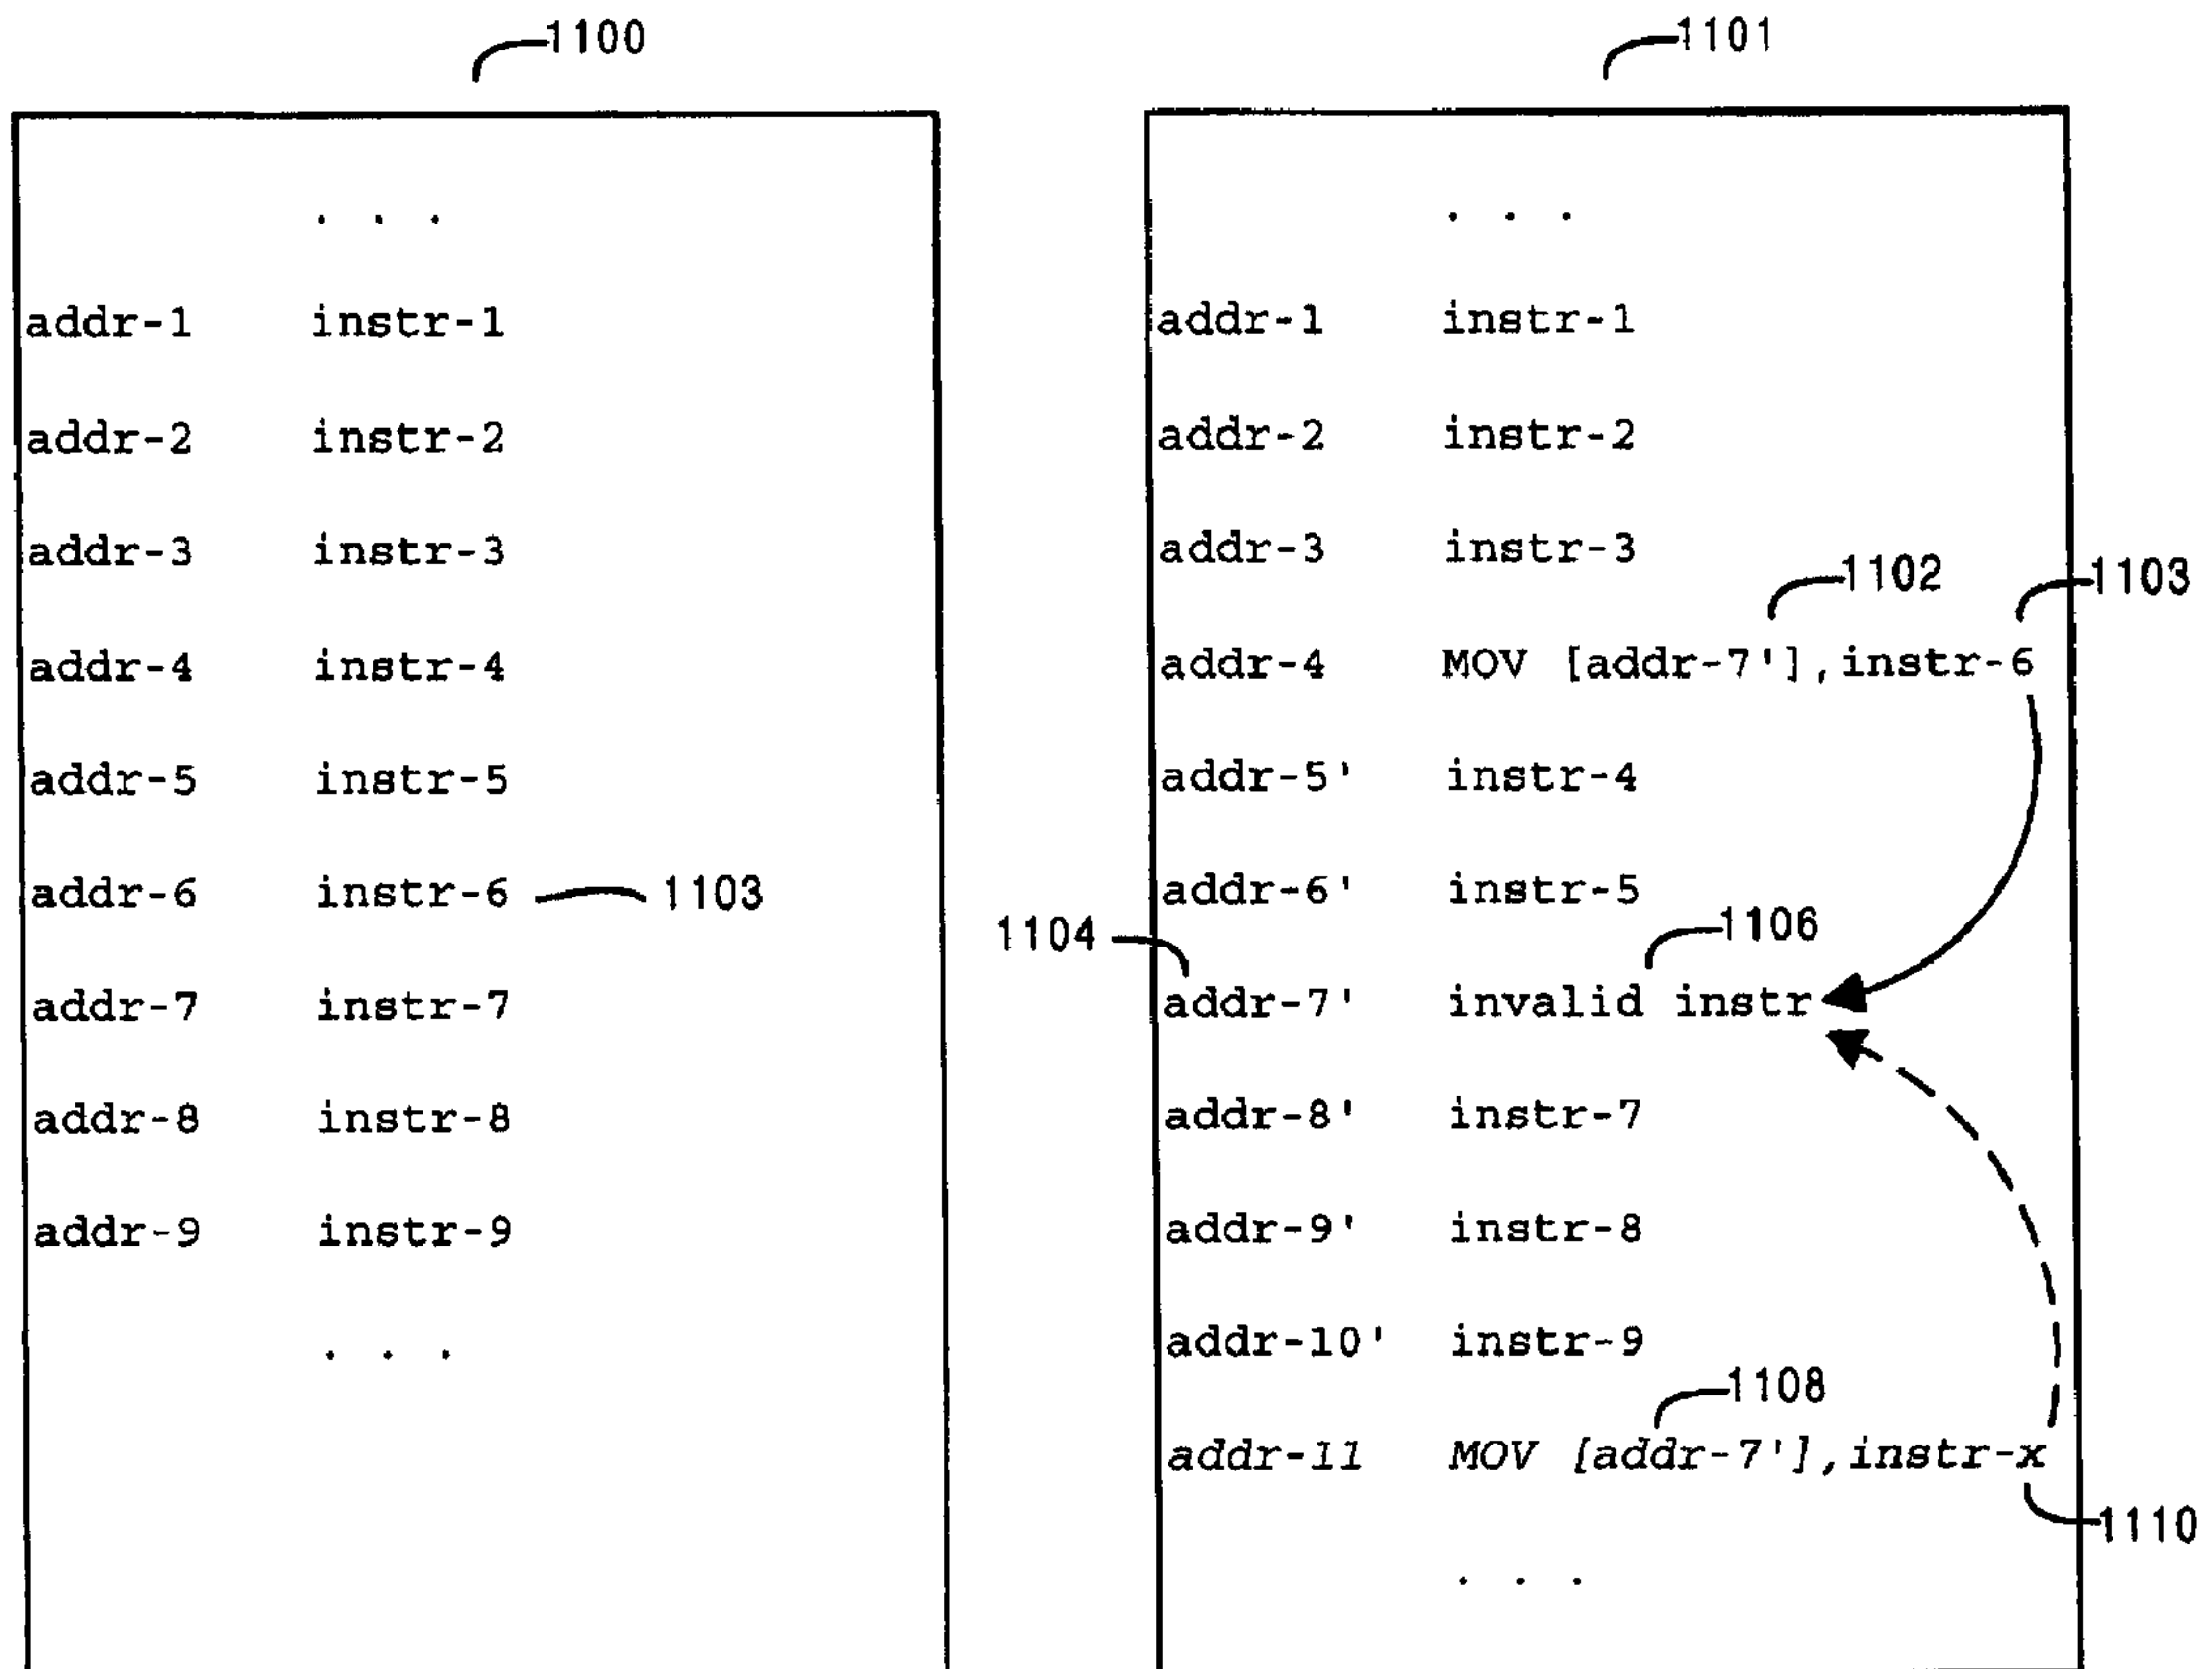 1100
. . .
addr-1 instr-1
addr-2 instr-2
addr-3 instr-3
addr-4 instr-4
addr-5 instr-5
addr-6 instr-6 1103
addr-7 instr-7
addr-8 instr-8
addr-9 instr-9
. . .
1101
. . .
addr-1 instr-1
addr-2 instr-2
addr-3 instr-3
1102 1103
addr-4 MOV [addr-7'],instr-6
addr-5' instr-4
addr-6' instr-5
1104 1106
addr-7' invalid instr
addr-8' instr-7
addr-9' instr-8
addr-10' instr-9
1108
addr-11 MOV [addr-7'],instr-x
1110
. . .